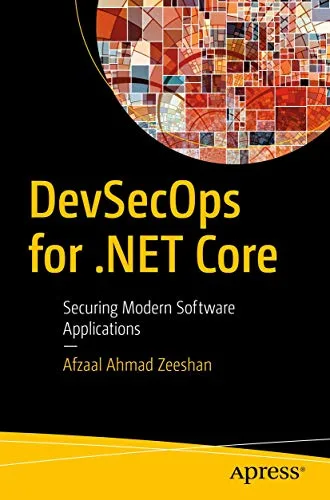 DevSecOps
for .NET Core
Securing Modern Software
Applications
—
Afzaal Ahmad Zeeshan
Apress®